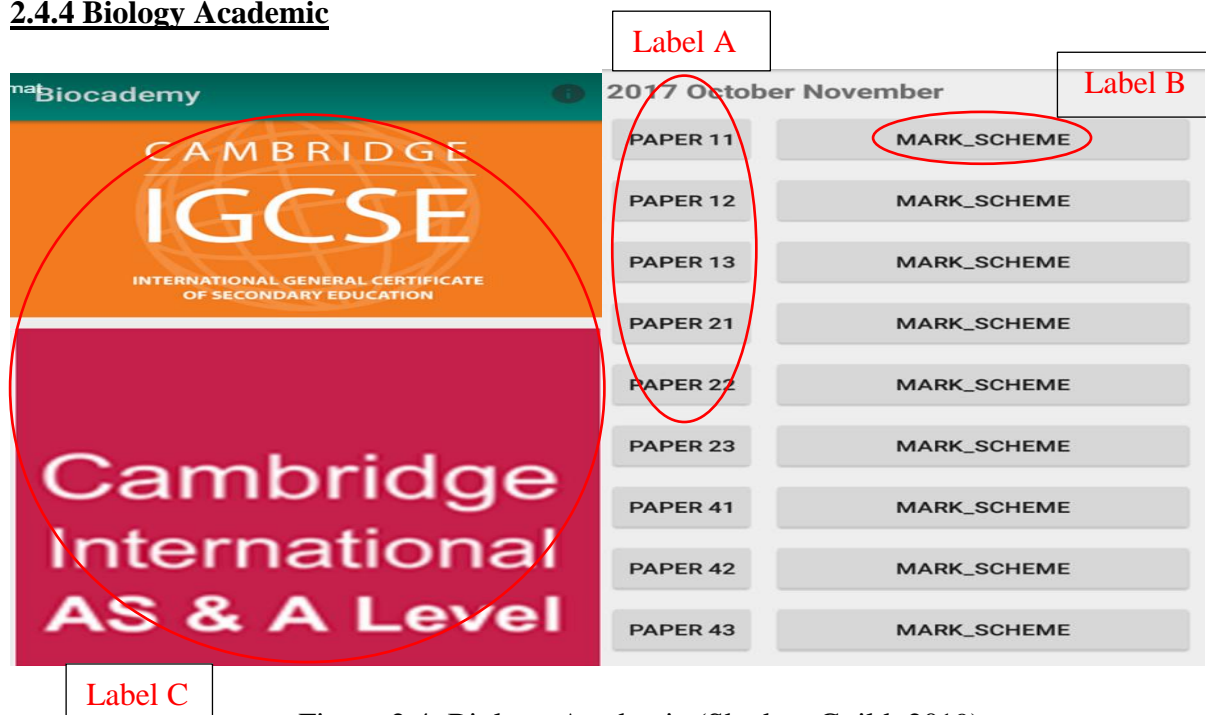 2.4.4 Biology Academic
Label A
Label B
Biocademy
CAMBRIDGE
IGCSE
INTERNATIONAL GENERAL CERTIFICATE
OF SECONDARY EDUCATION
Cambridge
International
AS & A Level
2017 October November
PAPER 11 MARK_SCHEME
PAPER 12 MARK_SCHEME
PAPER 13 MARK_SCHEME
PAPER 21 MARK_SCHEME
PAPER 22 MARK_SCHEME
PAPER 23 MARK_SCHEME
PAPER 41 MARK_SCHEME
PAPER 42 MARK_SCHEME
PAPER 43 MARK_SCHEME
Label C